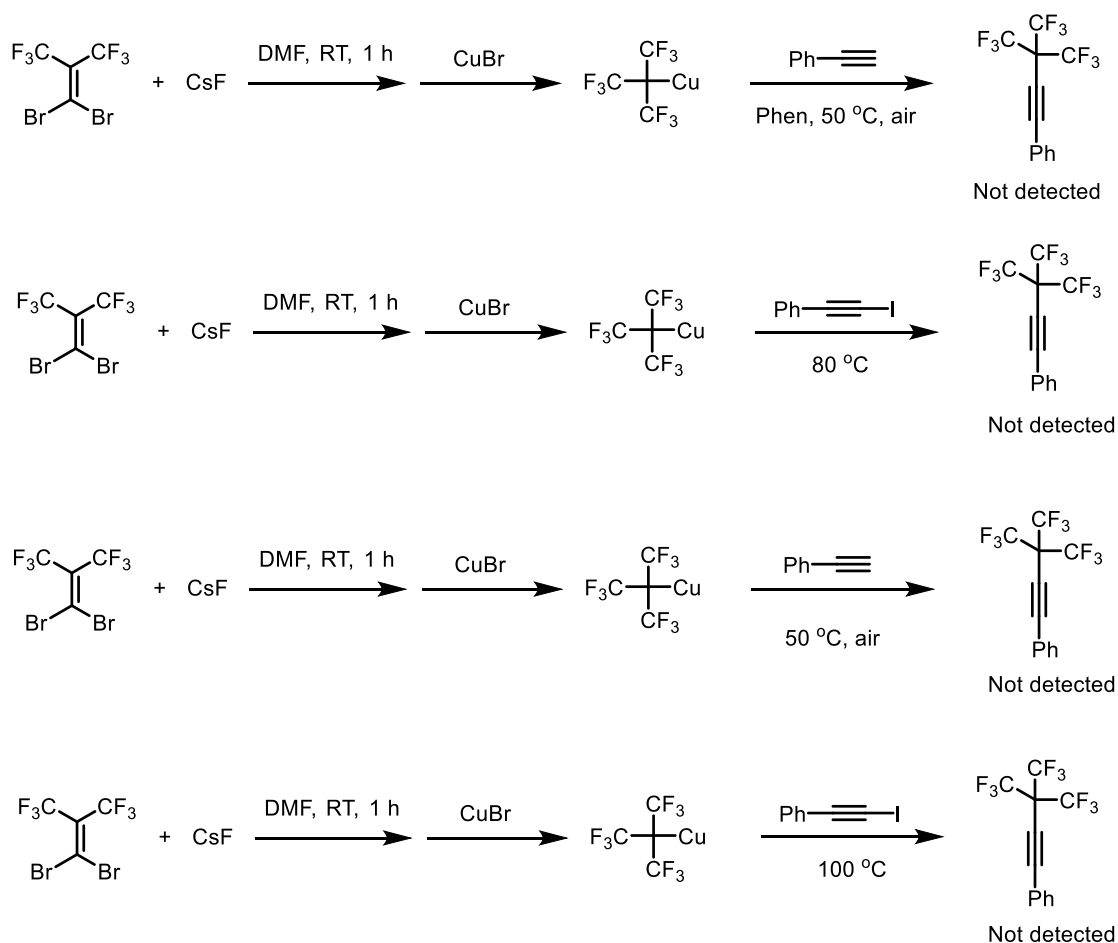 F₃C CF₃ Br Br + CsF DMF, RT, 1 h CuBr CF₃ F₃C Cu CF₃ Ph Phen, 50 °C, air CF₃ F₃C CF₃ Ph
Not detected
F₃C CF₃ Br Br + CsF DMF, RT, 1 h CuBr CF₃ F₃C Cu CF₃ Ph I 80 °C CF₃ F₃C CF₃ Ph
Not detected
F₃C CF₃ Br Br + CsF DMF, RT, 1 h CuBr CF₃ F₃C Cu CF₃ Ph 50 °C, air CF₃ F₃C CF₃ Ph
Not detected
F₃C CF₃ Br Br + CsF DMF, RT, 1 h CuBr CF₃ F₃C Cu CF₃ Ph I 100 °C CF₃ F₃C CF₃ Ph
Not detected